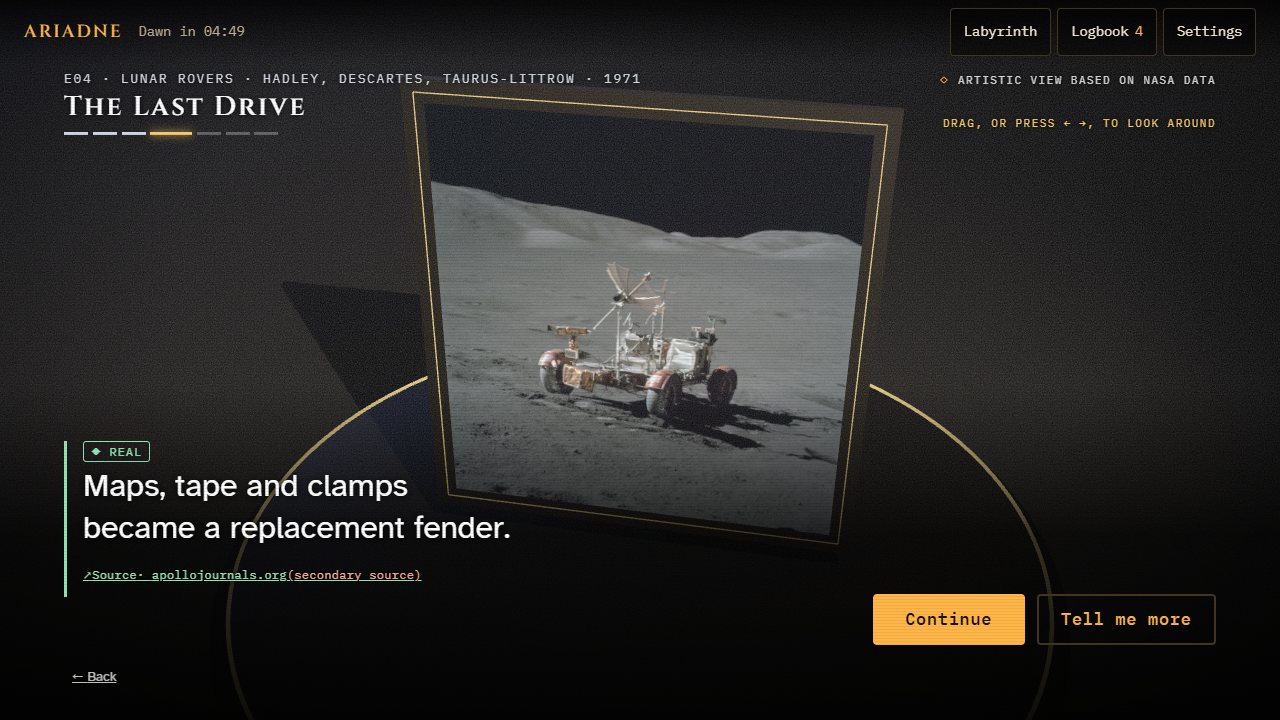 ARIADNE
Dawn in 04:49
Labyrinth
Logbook 4
Settings
E04 · LUNAR ROVERS · HADLEY, DESCARTES, TAURUS-LITTROW · 1971
The Last Drive
◇ ARTISTIC VIEW BASED ON NASA DATA
DRAG, OR PRESS ← →, TO LOOK AROUND
◆ REAL
Maps, tape and clamps
became a replacement fender.
↗Source· apollojournals.org(secondary source)
Continue
Tell me more
← Back